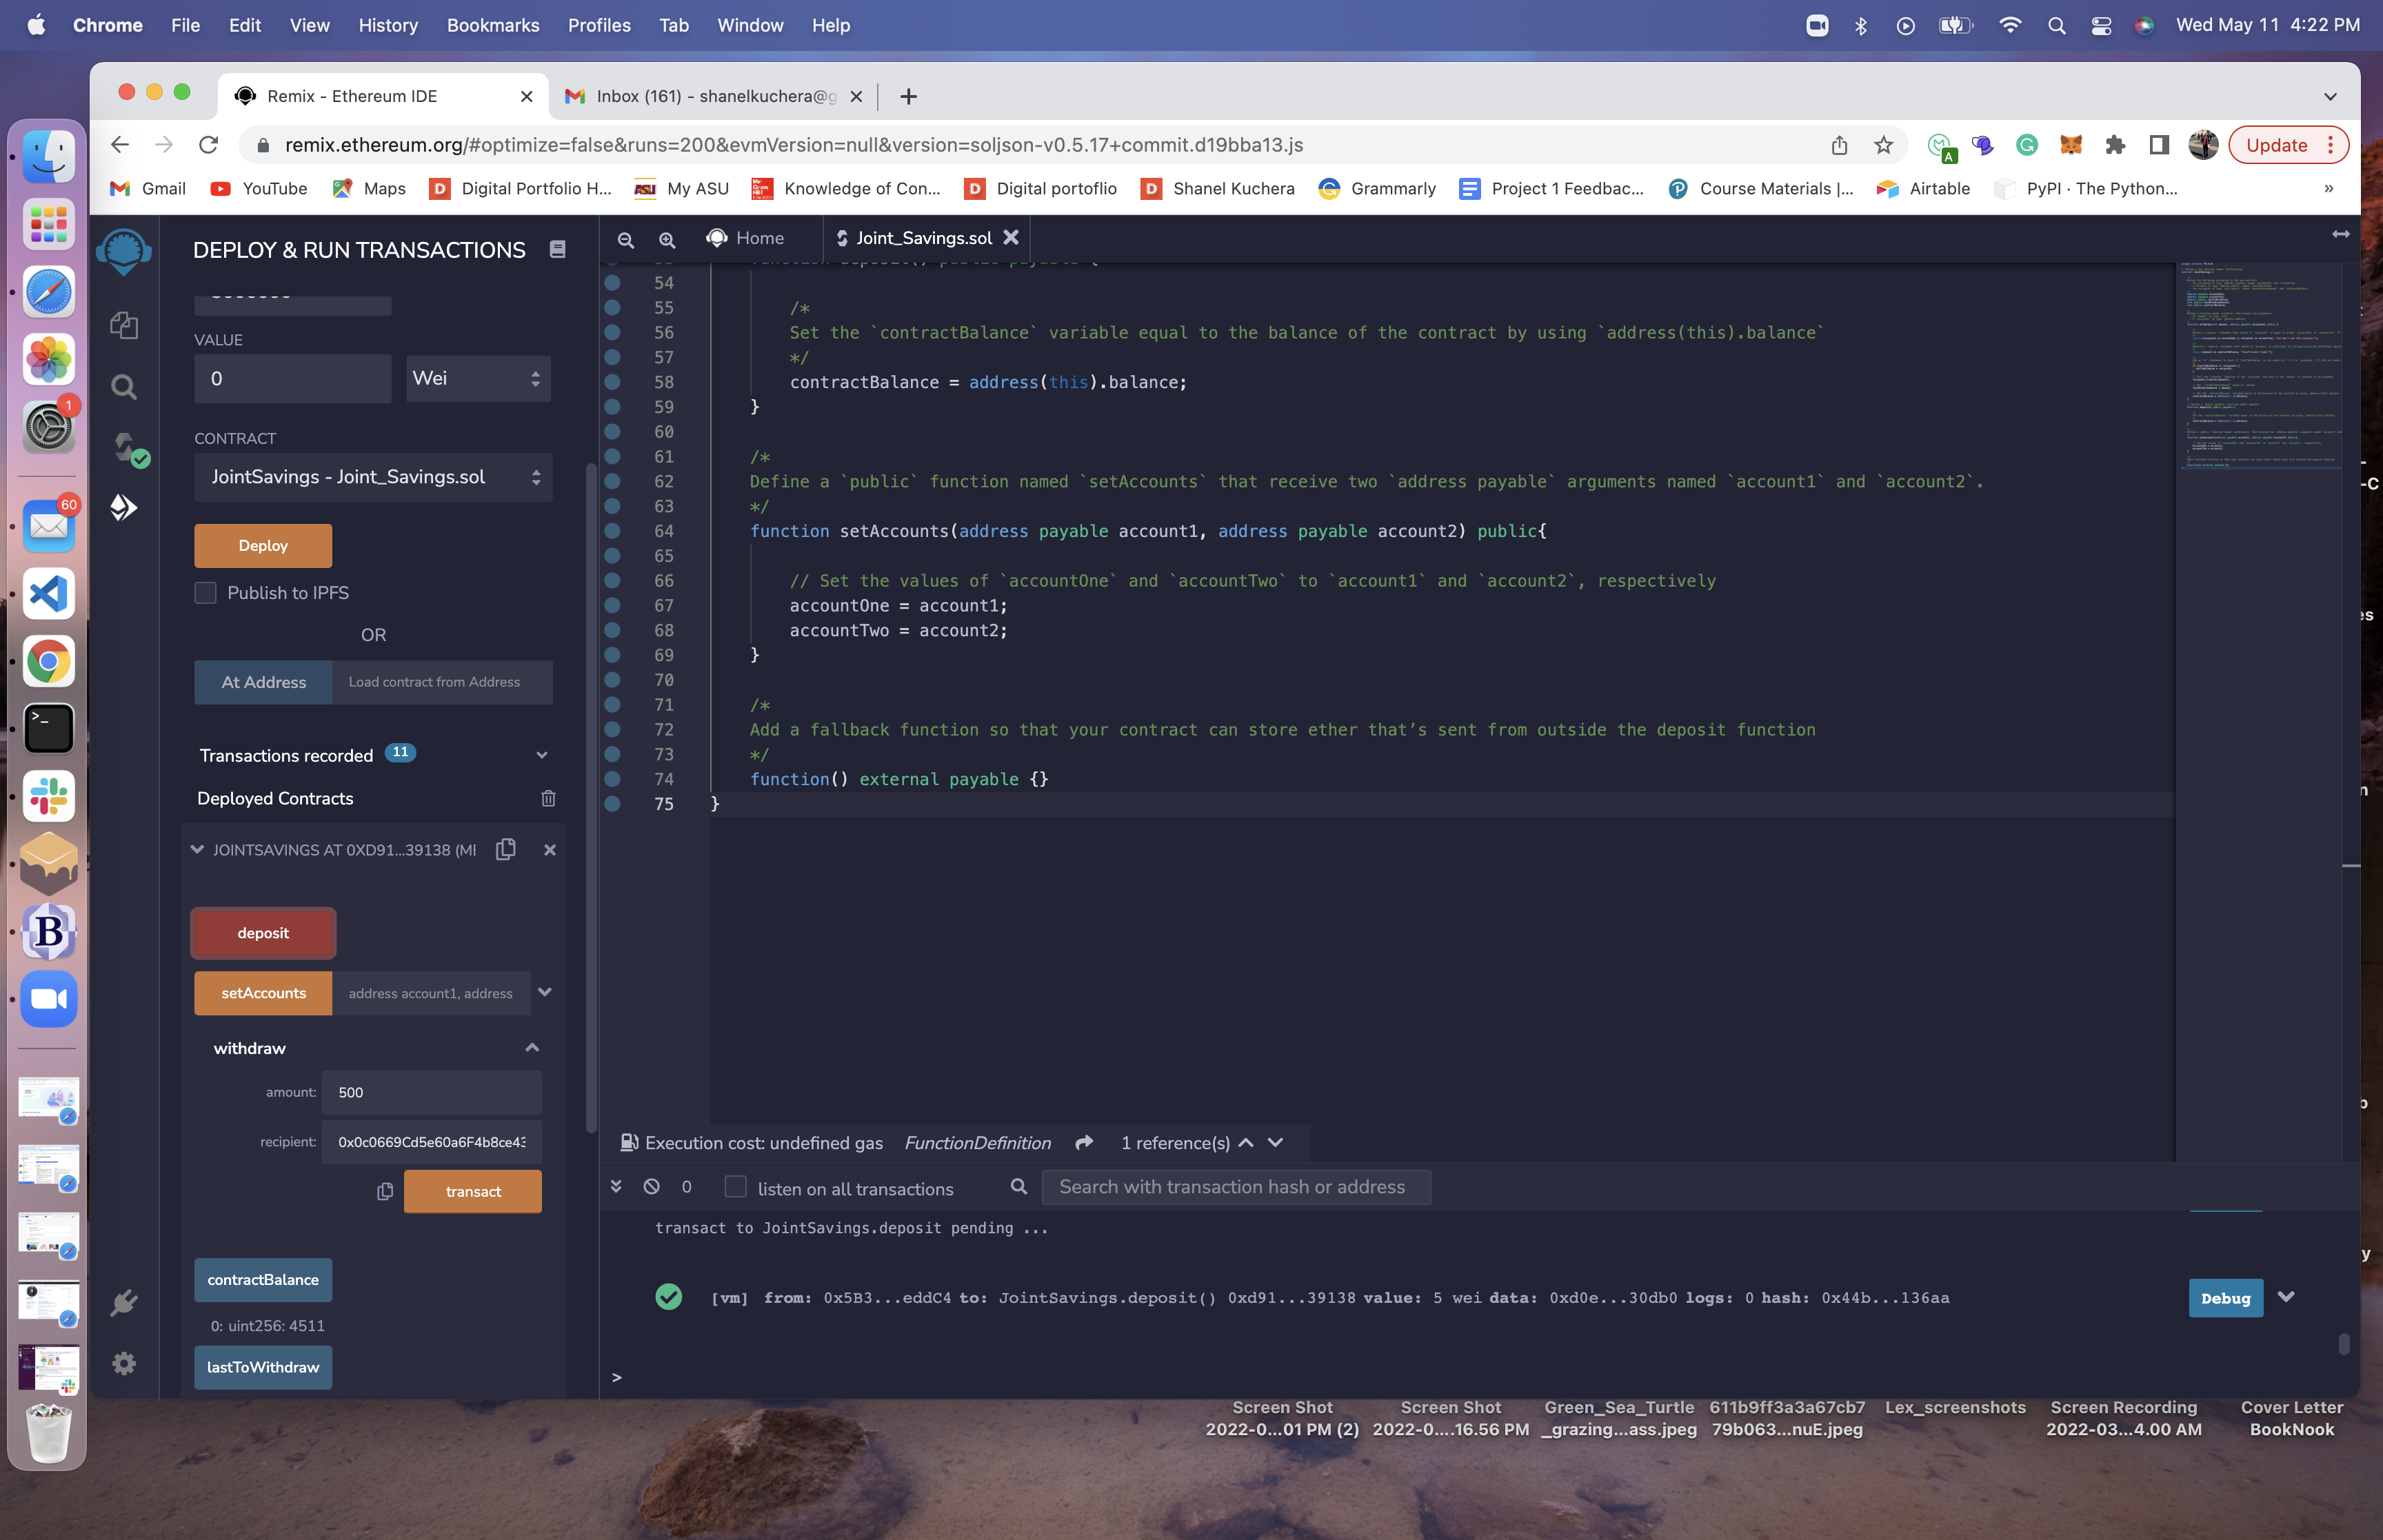 Chrome File Edit View History Bookmarks Profiles Tab Window Help Wed May 11 4:22 PM
Remix - Ethereum IDE
Inbox (161) - shanelkuchera@g
remix.ethereum.org/#optimize=false&runs=200&evmVersion=null&version=soljson-v0.5.17+commit.d19bba13.js
A
Update
Gmail YouTube Maps Digital Portfolio H... My ASU Knowledge of Con... Digital portoflio Shanel Kuchera Grammarly Project 1 Feedbac... Course Materials |... Airtable PyPI · The Python... »
1
60
DEPLOY & RUN TRANSACTIONS
VALUE
0
Wei
CONTRACT
JointSavings - Joint_Savings.sol
Deploy
Publish to IPFS
OR
At Address
Load contract from Address
Transactions recorded 11
Deployed Contracts
JOINTSAVINGS AT 0XD91...39138 (ME
deposit
setAccounts
address account1, address
withdraw
amount: 500
recipient: 0x0c0669Cd5e60a6F4b8ce43
transact
contractBalance
0: uint256: 4511
lastToWithdraw
Home
Joint_Savings.sol
54
55 /*
56 Set the `contractBalance` variable equal to the balance of the contract by using `address(this).balance`
57 */
58 contractBalance = address(this).balance;
59 }
60
61 /*
62 Define a `public` function named `setAccounts` that receive two `address payable` arguments named `account1` and `account2`.
63 */
64 function setAccounts(address payable account1, address payable account2) public{
65
66 // Set the values of `accountOne` and `accountTwo` to `account1` and `account2`, respectively
67 accountOne = account1;
68 accountTwo = account2;
69 }
70
71 /*
72 Add a fallback function so that your contract can store ether that’s sent from outside the deposit function
73 */
74 function() external payable {}
75 }
Execution cost: undefined gas FunctionDefinition 1 reference(s)
0 listen on all transactions Search with transaction hash or address
transact to JointSavings.deposit pending ...
[vm] from: 0x5B3...eddC4 to: JointSavings.deposit() 0xd91...39138 value: 5 wei data: 0xd0e...30db0 logs: 0 hash: 0x44b...136aa
Debug
>
Screen Shot
2022-0...01 PM (2)
Screen Shot
2022-0....16.56 PM
Green_Sea_Turtle
_grazing...ass.jpeg
611b9ff3a3a67cb7
79b063...nuE.jpeg
Lex_screenshots
Screen Recording
2022-03...4.00 AM
Cover Letter
BookNook